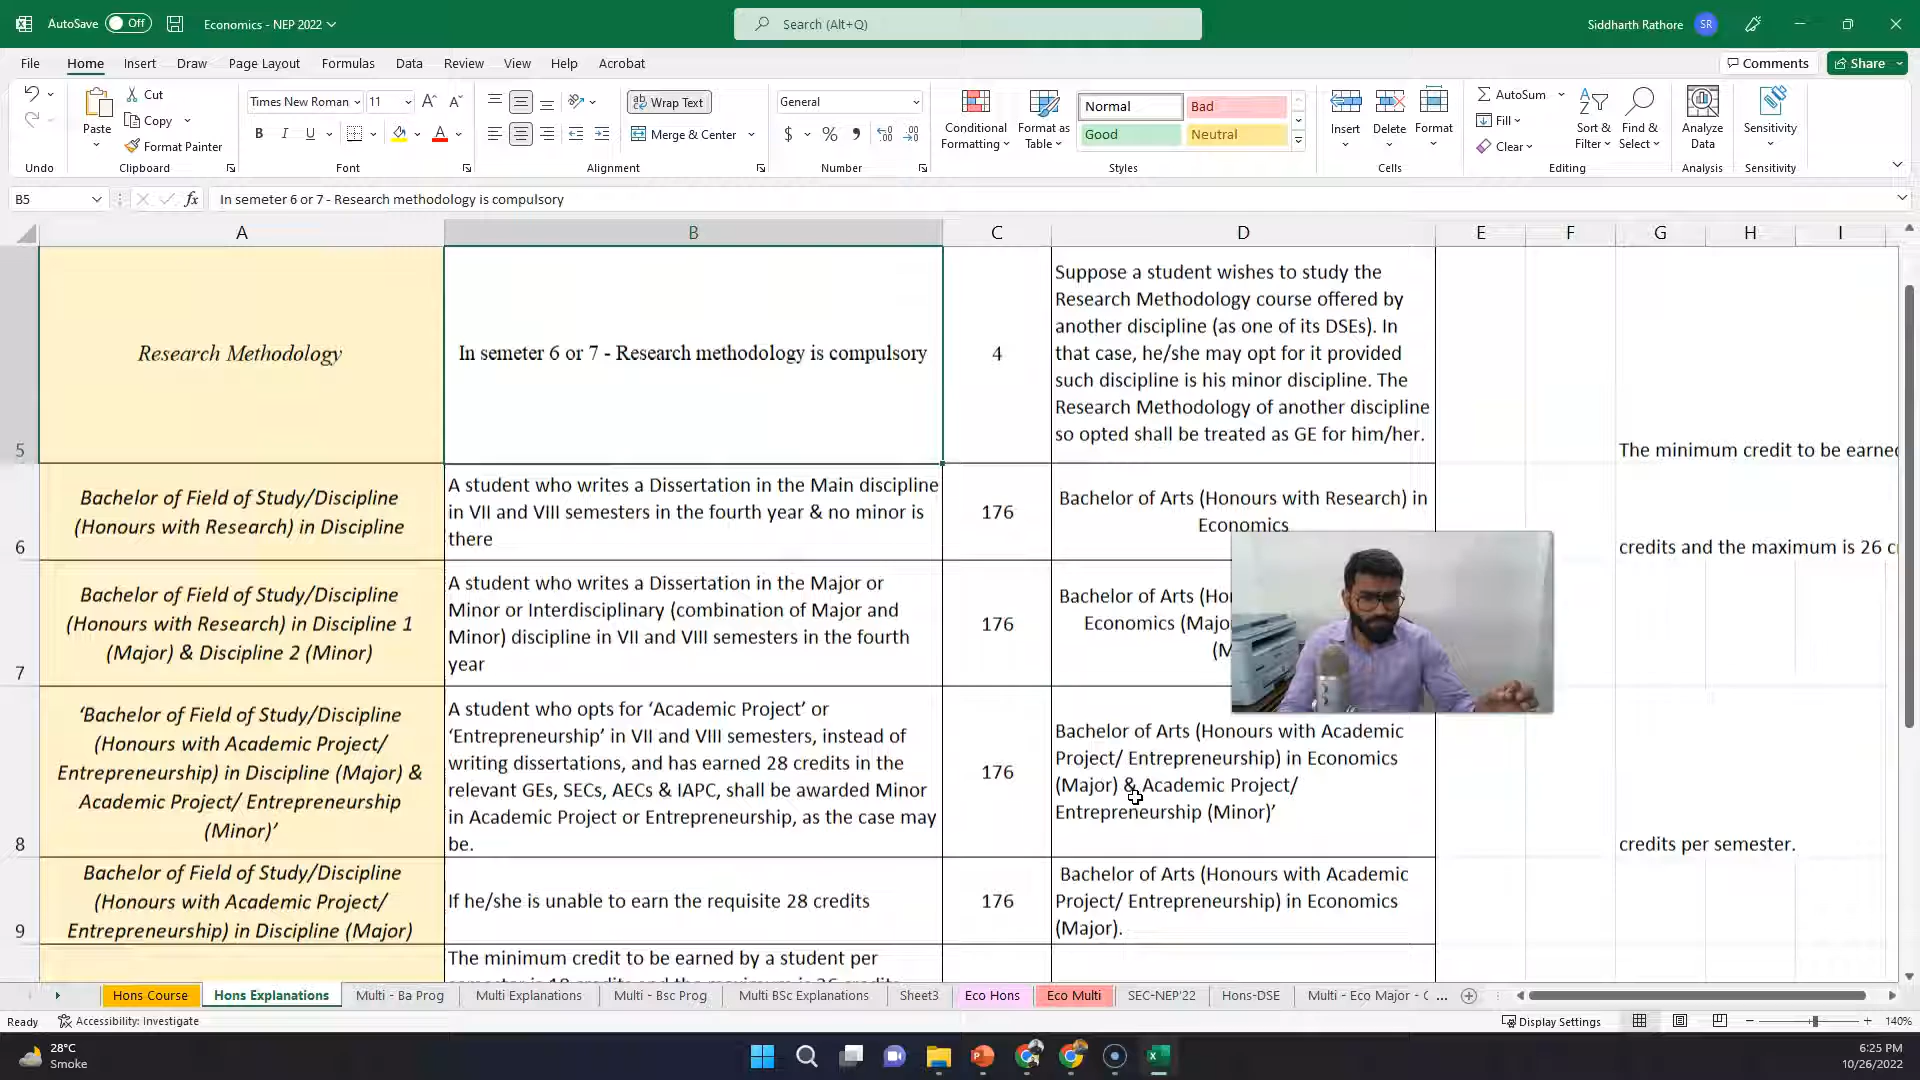 AutoSave Off Economics - NEP 2022 Search (Alt+Q) Siddharth Rathore SR
File Home Insert Draw Page Layout Formulas Data Review View Help Acrobat Comments Share
Undo
Paste Cut
Copy
Format Painter
Clipboard
Times New Roman 11
B I U
Font
Wrap Text
Merge & Center
Alignment
General
$ % ,
Number
Conditional Formatting
Format as Table
Normal Bad
Good Neutral
Styles
Insert Delete Format
Cells
AutoSum
Fill
Clear
Sort & Filter
Find & Select
Editing
Analyze Data
Analysis
Sensitivity
Sensitivity
B5 fx In semeter 6 or 7 - Research methodology is compulsory
A B C D E F G H I
5
Research Methodology
In semeter 6 or 7 - Research methodology is compulsory
4
Suppose a student wishes to study the
Research Methodology course offered by
another discipline (as one of its DSEs). In
that case, he/she may opt for it provided
such discipline is his minor discipline. The
Research Methodology of another discipline
so opted shall be treated as GE for him/her.
The minimum credit to be earned
6
Bachelor of Field of Study/Discipline
(Honours with Research) in Discipline
A student who writes a Dissertation in the Main discipline
in VII and VIII semesters in the fourth year & no minor is
there
176
Bachelor of Arts (Honours with Research) in
Economics
credits and the maximum is 26
7
Bachelor of Field of Study/Discipline
(Honours with Research) in Discipline 1
(Major) & Discipline 2 (Minor)
A student who writes a Dissertation in the Major or
Minor or Interdisciplinary (combination of Major and
Minor) discipline in VII and VIII semesters in the fourth
year
176
Bachelor of Arts
Economics
8
‘Bachelor of Field of Study/Discipline
(Honours with Academic Project/
Entrepreneurship) in Discipline (Major) &
Academic Project/ Entrepreneurship
(Minor)’
A student who opts for ‘Academic Project’ or
‘Entrepreneurship’ in VII and VIII semesters, instead of
writing dissertations, and has earned 28 credits in the
relevant GEs, SECs, AECs & IAPC, shall be awarded Minor
in Academic Project or Entrepreneurship, as the case may
be.
176
Bachelor of Arts (Honours with Academic
Project/ Entrepreneurship) in Economics
(Major) & Academic Project/
Entrepreneurship (Minor)’
credits per semester.
9
Bachelor of Field of Study/Discipline
(Honours with Academic Project/
Entrepreneurship) in Discipline (Major)
If he/she is unable to earn the requisite 28 credits
176
Bachelor of Arts (Honours with Academic
Project/ Entrepreneurship) in Economics
(Major).
The minimum credit to be earned by a student per
Hons Course Hons Explanations Multi - Ba Prog Multi Explanations Multi - Bsc Prog Multi BSc Explanations Sheet3 Eco Hons Eco Multi SEC-NEP'22 Hons-DSE Multi - Eco Major - C ...
Ready Accessibility: Investigate Display Settings 140%
28°C
Smoke
6:25 PM
10/26/2022